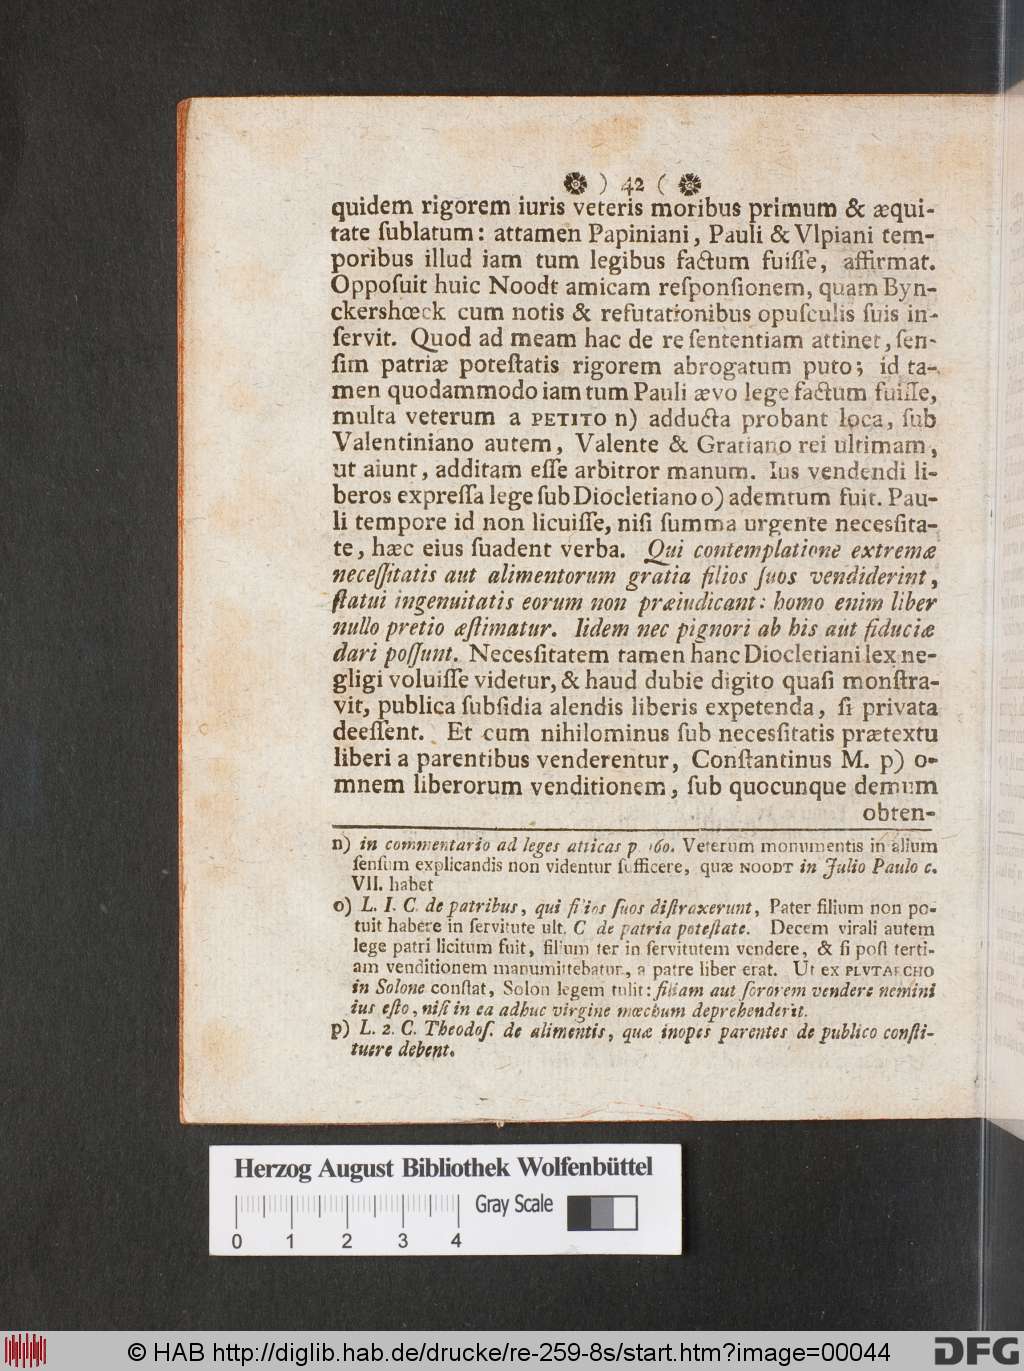 ❁ ) 42 ( ❁
quidem rigorem iuris veteris moribus primum & æqui-
tate ſublatum: attamen Papiniani, Pauli & Vlpiani tem-
poribus illud iam tum legibus factum fuiſſe, affirmat.
Oppoſuit huic Noodt amicam reſponſionem, quam Byn-
ckershœck cum notis & refutationibus opuſculis ſuis in-
ſervit. Quod ad meam hac de re ſententiam attinet, ſen-
ſim patriæ poteſtatis rigorem abrogatum puto; id ta-
men quodammodo iam tum Pauli ævo lege factum fuiſſe,
multa veterum a PETITO n) adducta probant loca, ſub
Valentiniano autem, Valente & Gratiano rei ultimam,
ut aiunt, additam eſſe arbitror manum. Ius vendendi li-
beros expreſſa lege ſub Diocletiano o) ademtum fuit. Pau-
li tempore id non licuiſſe, niſi ſumma urgente necesſita-
te, hæc eius ſuadent verba. Qui contemplatione extremæ
neceſſitatis aut alimentorum gratia filios ſuos vendiderint,
ſtatui ingenuitatis eorum non præiudicant: homo enim liber
nullo pretio æſtimatur. Iidem nec pignori ab his aut fiduciæ
dari poſſunt. Necesſitatem tamen hanc Diocletiani lex ne-
gligi voluiſſe videtur, & haud dubie digito quaſi monſtra-
vit, publica ſubſidia alendis liberis expetenda, ſi privata
deeſſent. Et cum nihilominus ſub necesſitatis prætextu
liberi a parentibus venderentur, Conſtantinus M. p) o-
mnem liberorum venditionem, ſub quocunque demum
obten-
n) in commentario ad leges atticas p. 160. Veterum monumentis in alium
ſenſum explicandis non videntur ſufficere, quæ NOODT in Julio Paulo c.
VII. habet
o) L. I. C. de patribus, qui filios ſuos diſtraxerunt, Pater filium non po-
tuit habere in ſervitute ult. C de patria poteſtate. Decem virali autem
lege patri licitum fuit, filium ter in ſervitutem vendere, & ſi poſt terti-
am venditionem manumittebatur, a patre liber erat. Ut ex PLVTARCHO
in Solone conſtat, Solon legem tulit: filiam aut ſororem vendere nemini
ius eſto, niſi in ea adhuc virgine mœchum deprehenderit.
p) L. 2. C. Theodoſ. de alimentis, quæ inopes parentes de publico conſti-
tuere debent.
Herzog August Bibliothek Wolfenbüttel
Gray Scale
0 1 2 3 4
© HAB http://diglib.hab.de/drucke/re-259-8s/start.htm?image=00044
DFG